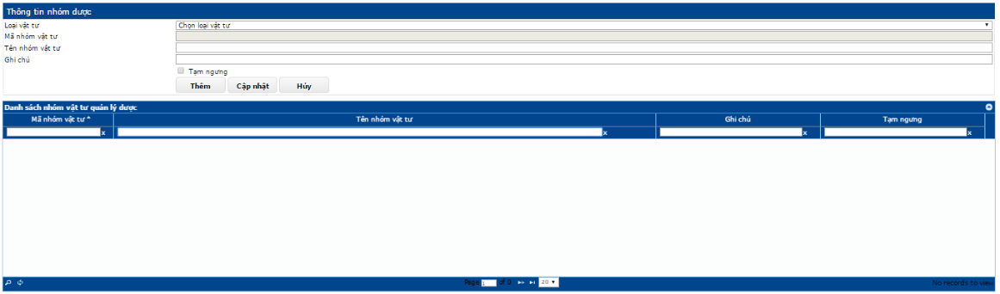 Thông tin nhóm dược
Loại vật tư Chọn loại vật tư
Mã nhóm vật tư
Tên nhóm vật tư
Ghi chú
Tạm ngưng
Thêm Cập nhật Hủy
Danh sách nhóm vật tư quản lý dược
Mã nhóm vật tư Tên nhóm vật tư Ghi chú Tạm ngưng
x x x x
Page 1 of 0 20 No records to view